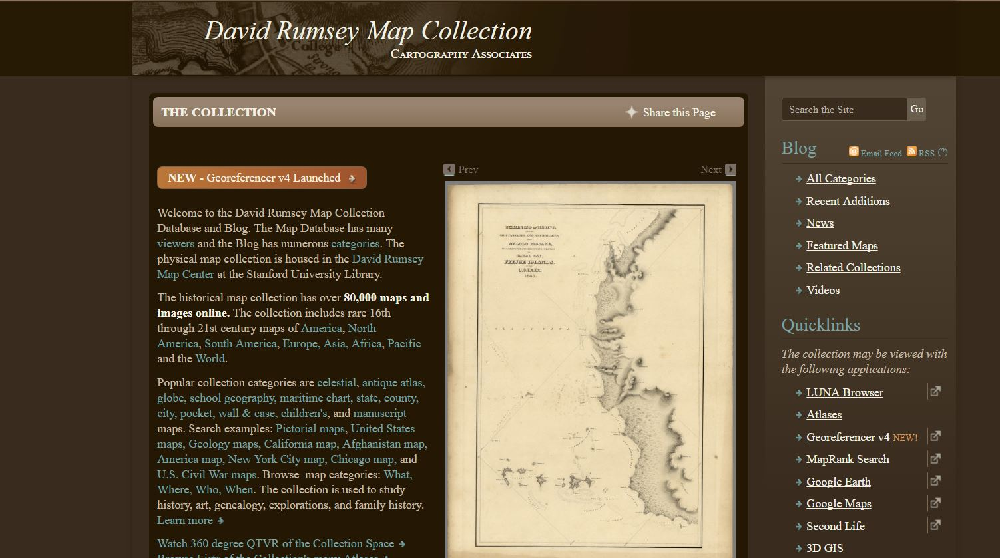 David Rumsey Map Collection
Cartography Associates
College
Strong
THE COLLECTION
Share this Page
NEW - Georeferencer v4 Launched
Welcome to the David Rumsey Map Collection
Database and Blog. The Map Database has many
viewers and the Blog has numerous categories. The
physical map collection is housed in the David Rumsey
Map Center at the Stanford University Library.
The historical map collection has over 80,000 maps and
images online. The collection includes rare 16th
through 21st century maps of America, North
America, South America, Europe, Asia, Africa, Pacific
and the World.
Popular collection categories are celestial, antique atlas,
globe, school geography, maritime chart, state, county,
city, pocket, wall & case, children's, and manuscript
maps. Search examples: Pictorial maps, United States
maps, Geology maps, California map, Afghanistan map,
America map, New York City map, Chicago map, and
U.S. Civil War maps. Browse map categories: What,
Where, Who, When. The collection is used to study
history, art, genealogy, explorations, and family history.
Learn more
Watch 360 degree QTVR of the Collection Space
Browse Lists of the Collection's many Atlases
Prev
Next
WESTERN END OF VITI LEVU,
SHIP PASSAGES AND ANCHORAGES
MALOLO PASSAGE,
FEEJEE ISLANDS,
U.S.Ex.Ex.
1840.
SEA OF VITI
Search the Site
Go
Blog
Email Feed
RSS
(?)
All Categories
Recent Additions
News
Featured Maps
Related Collections
Videos
Quicklinks
The collection may be viewed with
the following applications:
LUNA Browser
Atlases
Georeferencer v4 NEW!
MapRank Search
Google Earth
Google Maps
Second Life
3D GIS